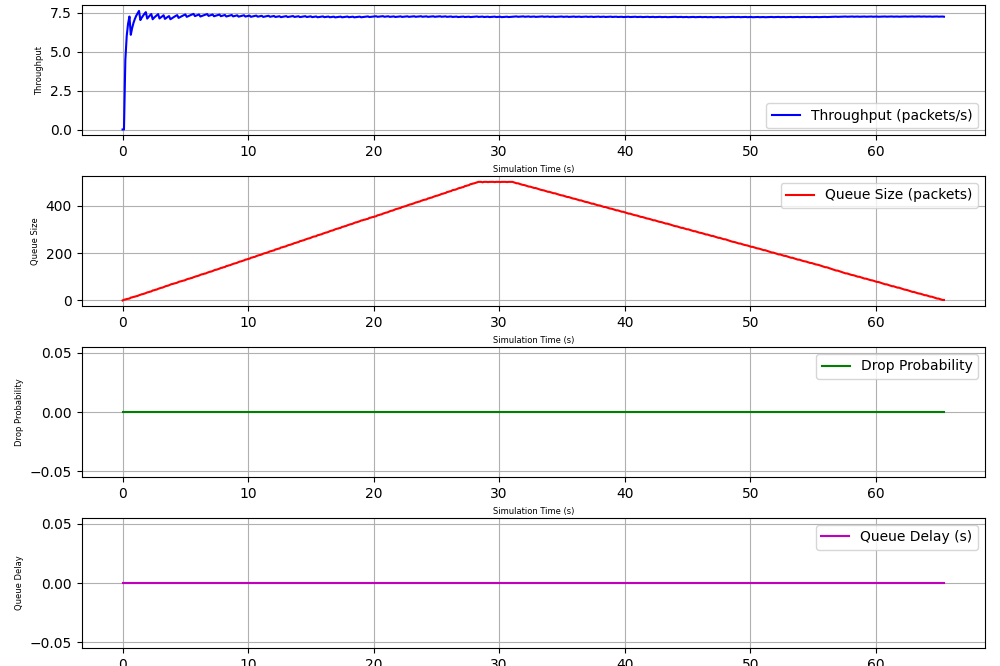 7.5
5.0
2.5
0.0
Throughput
Throughput (packets/s)
0 10 20 30 40 50 60
Simulation Time (s)
400
200
0
Queue Size
Queue Size (packets)
0 10 20 30 40 50 60
Simulation Time (s)
0.05
0.00
−0.05
Drop Probability
Drop Probability
0 10 20 30 40 50 60
Simulation Time (s)
0.05
0.00
−0.05
Queue Delay
Queue Delay (s)
0 10 20 30 40 50 60